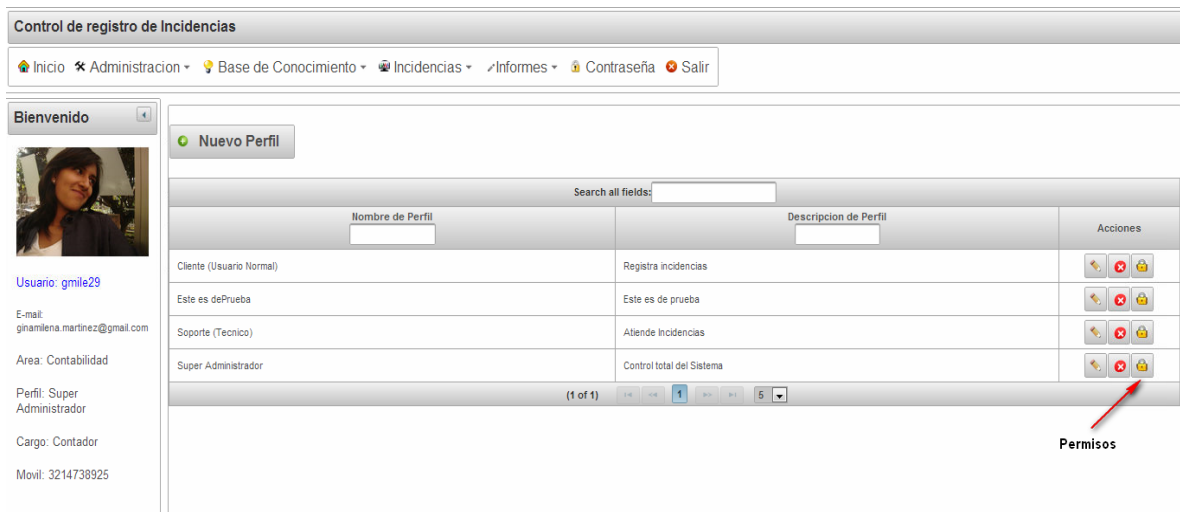 Control de registro de Incidencias
Inicio Administracion Base de Conocimiento Incidencias Informes Contraseña Salir
Bienvenido
Usuario: gmile29
E-mail:
ginamilena.martinez@gmail.com
Area: Contabilidad
Perfil: Super
Administrador
Cargo: Contador
Movil: 3214738925
Nuevo Perfil
Search all fields:
Nombre de Perfil Descripcion de Perfil Acciones
Cliente (Usuario Normal) Registra incidencias
Este es dePrueba Este es de prueba
Soporte (Tecnico) Atiende Incidencias
Super Administrador Control total del Sistema
(1 of 1) 1 5
Permisos